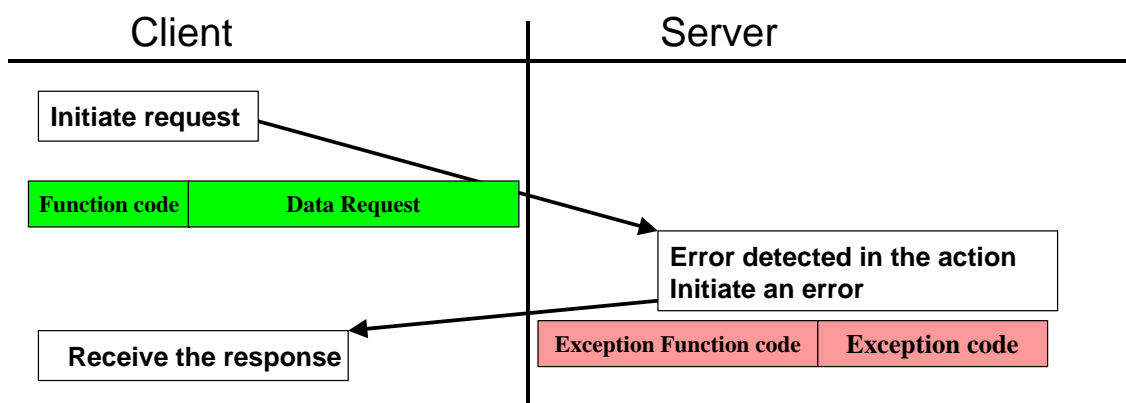 Client
Server
Initiate request
Function code
Data Request
Error detected in the action
Initiate an error
Receive the response
Exception Function code
Exception code